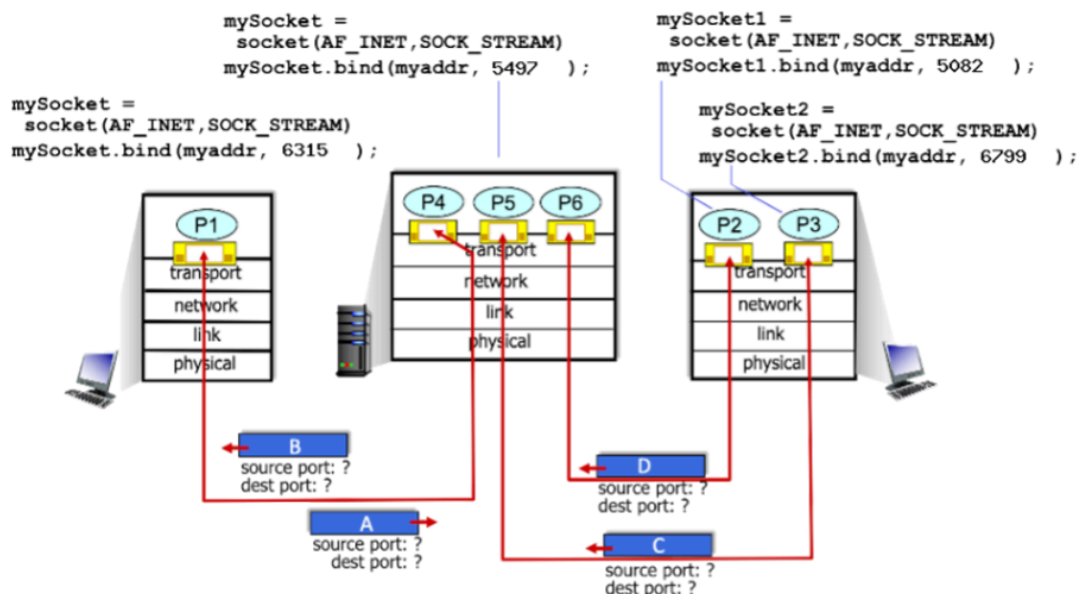 mySocket =
socket(AF_INET,SOCK_STREAM)
mySocket.bind(myaddr, 5497 );
mySocket1 =
socket(AF_INET,SOCK_STREAM)
mySocket1.bind(myaddr, 5082 );
mySocket =
socket(AF_INET,SOCK_STREAM)
mySocket.bind(myaddr, 6315 );
mySocket2 =
socket(AF_INET,SOCK_STREAM)
mySocket2.bind(myaddr, 6799 );
P1
transport
network
link
physical
P4 P5 P6
transport
network
link
physical
P2 P3
transport
network
link
physical
B
source port: ?
dest port: ?
A
source port: ?
dest port: ?
D
source port: ?
dest port: ?
C
source port: ?
dest port: ?